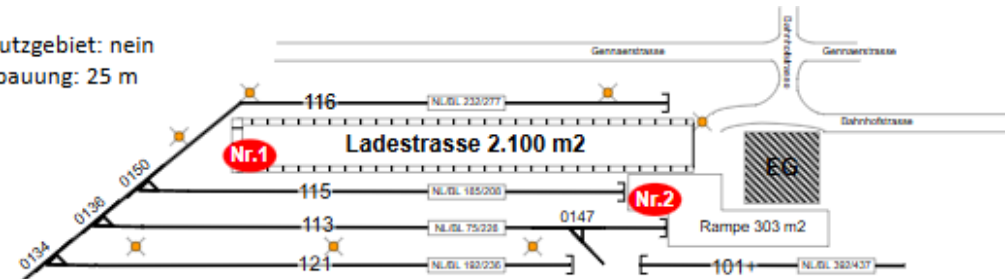 utzgebiet: nein
bauung: 25 m
Gennaerstrasse
Bahnhofstrasse
Gennaerstrasse
116
NL/BL 232/277
Bahnhofstrasse
Nr.1
Ladestrasse 2.100 m2
EG
0150
115
NL/BL 185/208
Nr.2
0136
113
NL/BL 75/228
0147
Rampe 303 m2
0134
121
NL/BL 192/236
101+
NL/BL 392/437